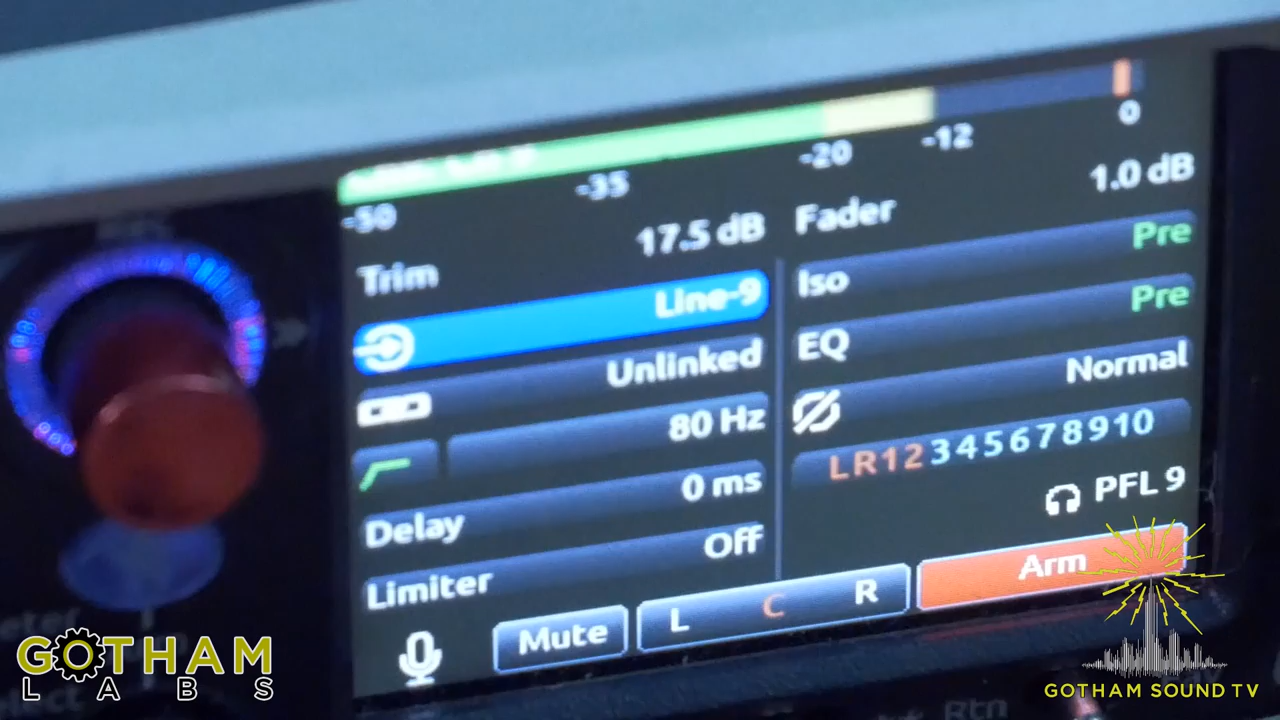 -50 -35 -20 -12 0
Trim 17.5 dB
Line-9
Unlinked
80 Hz
Delay 0 ms
Limiter Off
Fader 1.0 dB
Iso Pre
EQ Pre
Normal
LR12345678910
PFL 9
Mute
L C R
Arm
Rtn
GOTHAM
LABS
GOTHAM SOUND TV